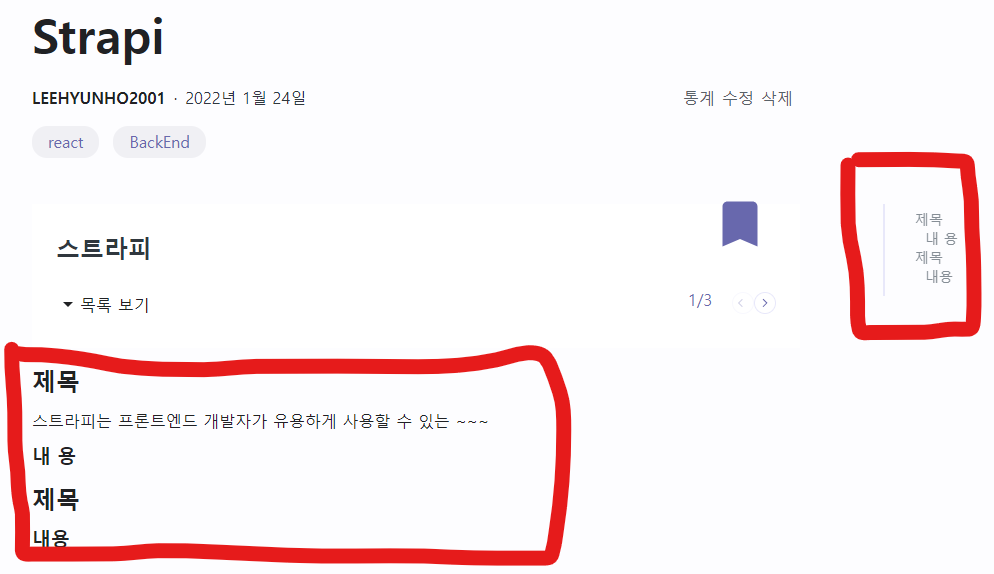 Strapi
LEEHYUNHO2001 · 2022년 1월 24일
통계 수정 삭제
react BackEnd
스트라피
목록 보기
1/3
제목
내 용
제목
내용
제목
스트라피는 프론트엔드 개발자가 유용하게 사용할 수 있는 ~~~
내 용
제목
내용